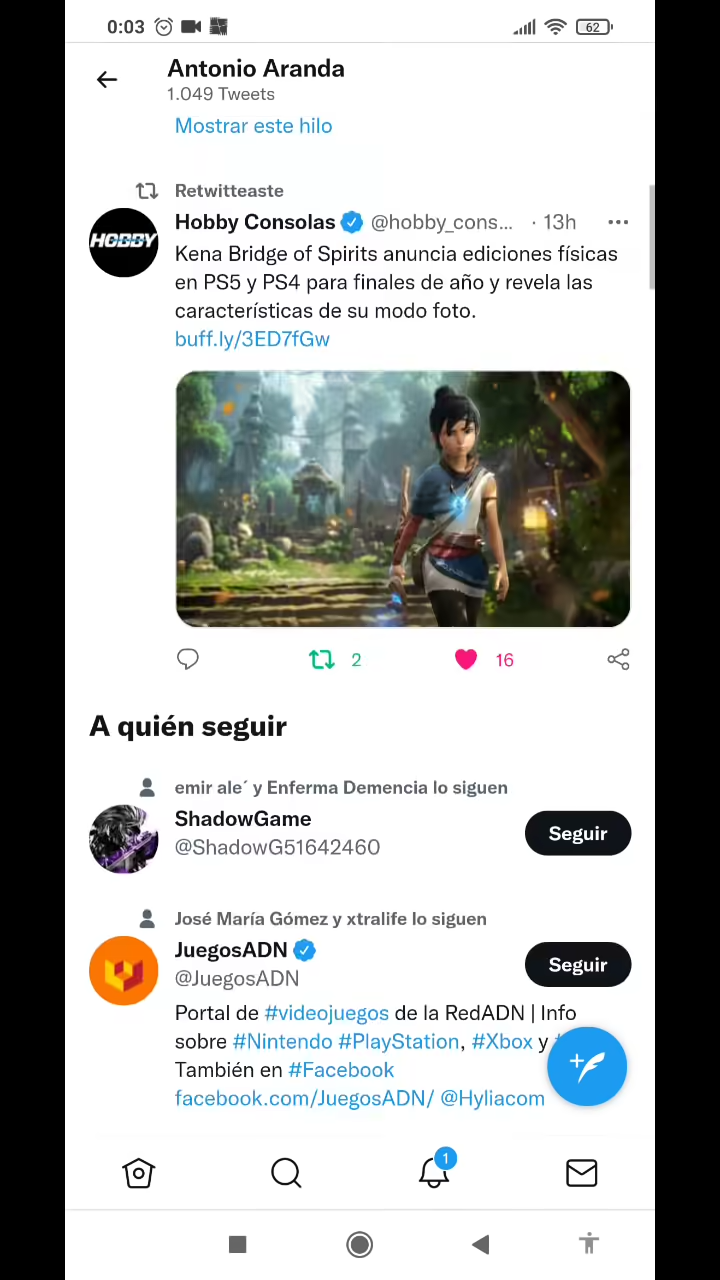 0:03
62
Antonio Aranda
1.049 Tweets
Mostrar este hilo
Retwitteaste
HOBBY
Hobby Consolas @hobby_cons... · 13h
Kena Bridge of Spirits anuncia ediciones físicas
en PS5 y PS4 para finales de año y revela las
características de su modo foto.
buff.ly/3ED7fGw
2
16
A quién seguir
emir ale´ y Enferma Demencia lo siguen
ShadowGame
@ShadowG51642460
Seguir
José María Gómez y xtralife lo siguen
JuegosADN
@JuegosADN
Seguir
Portal de #videojuegos de la RedADN | Info
sobre #Nintendo #PlayStation, #Xbox y
También en #Facebook
facebook.com/JuegosADN/ @Hyliacom
1